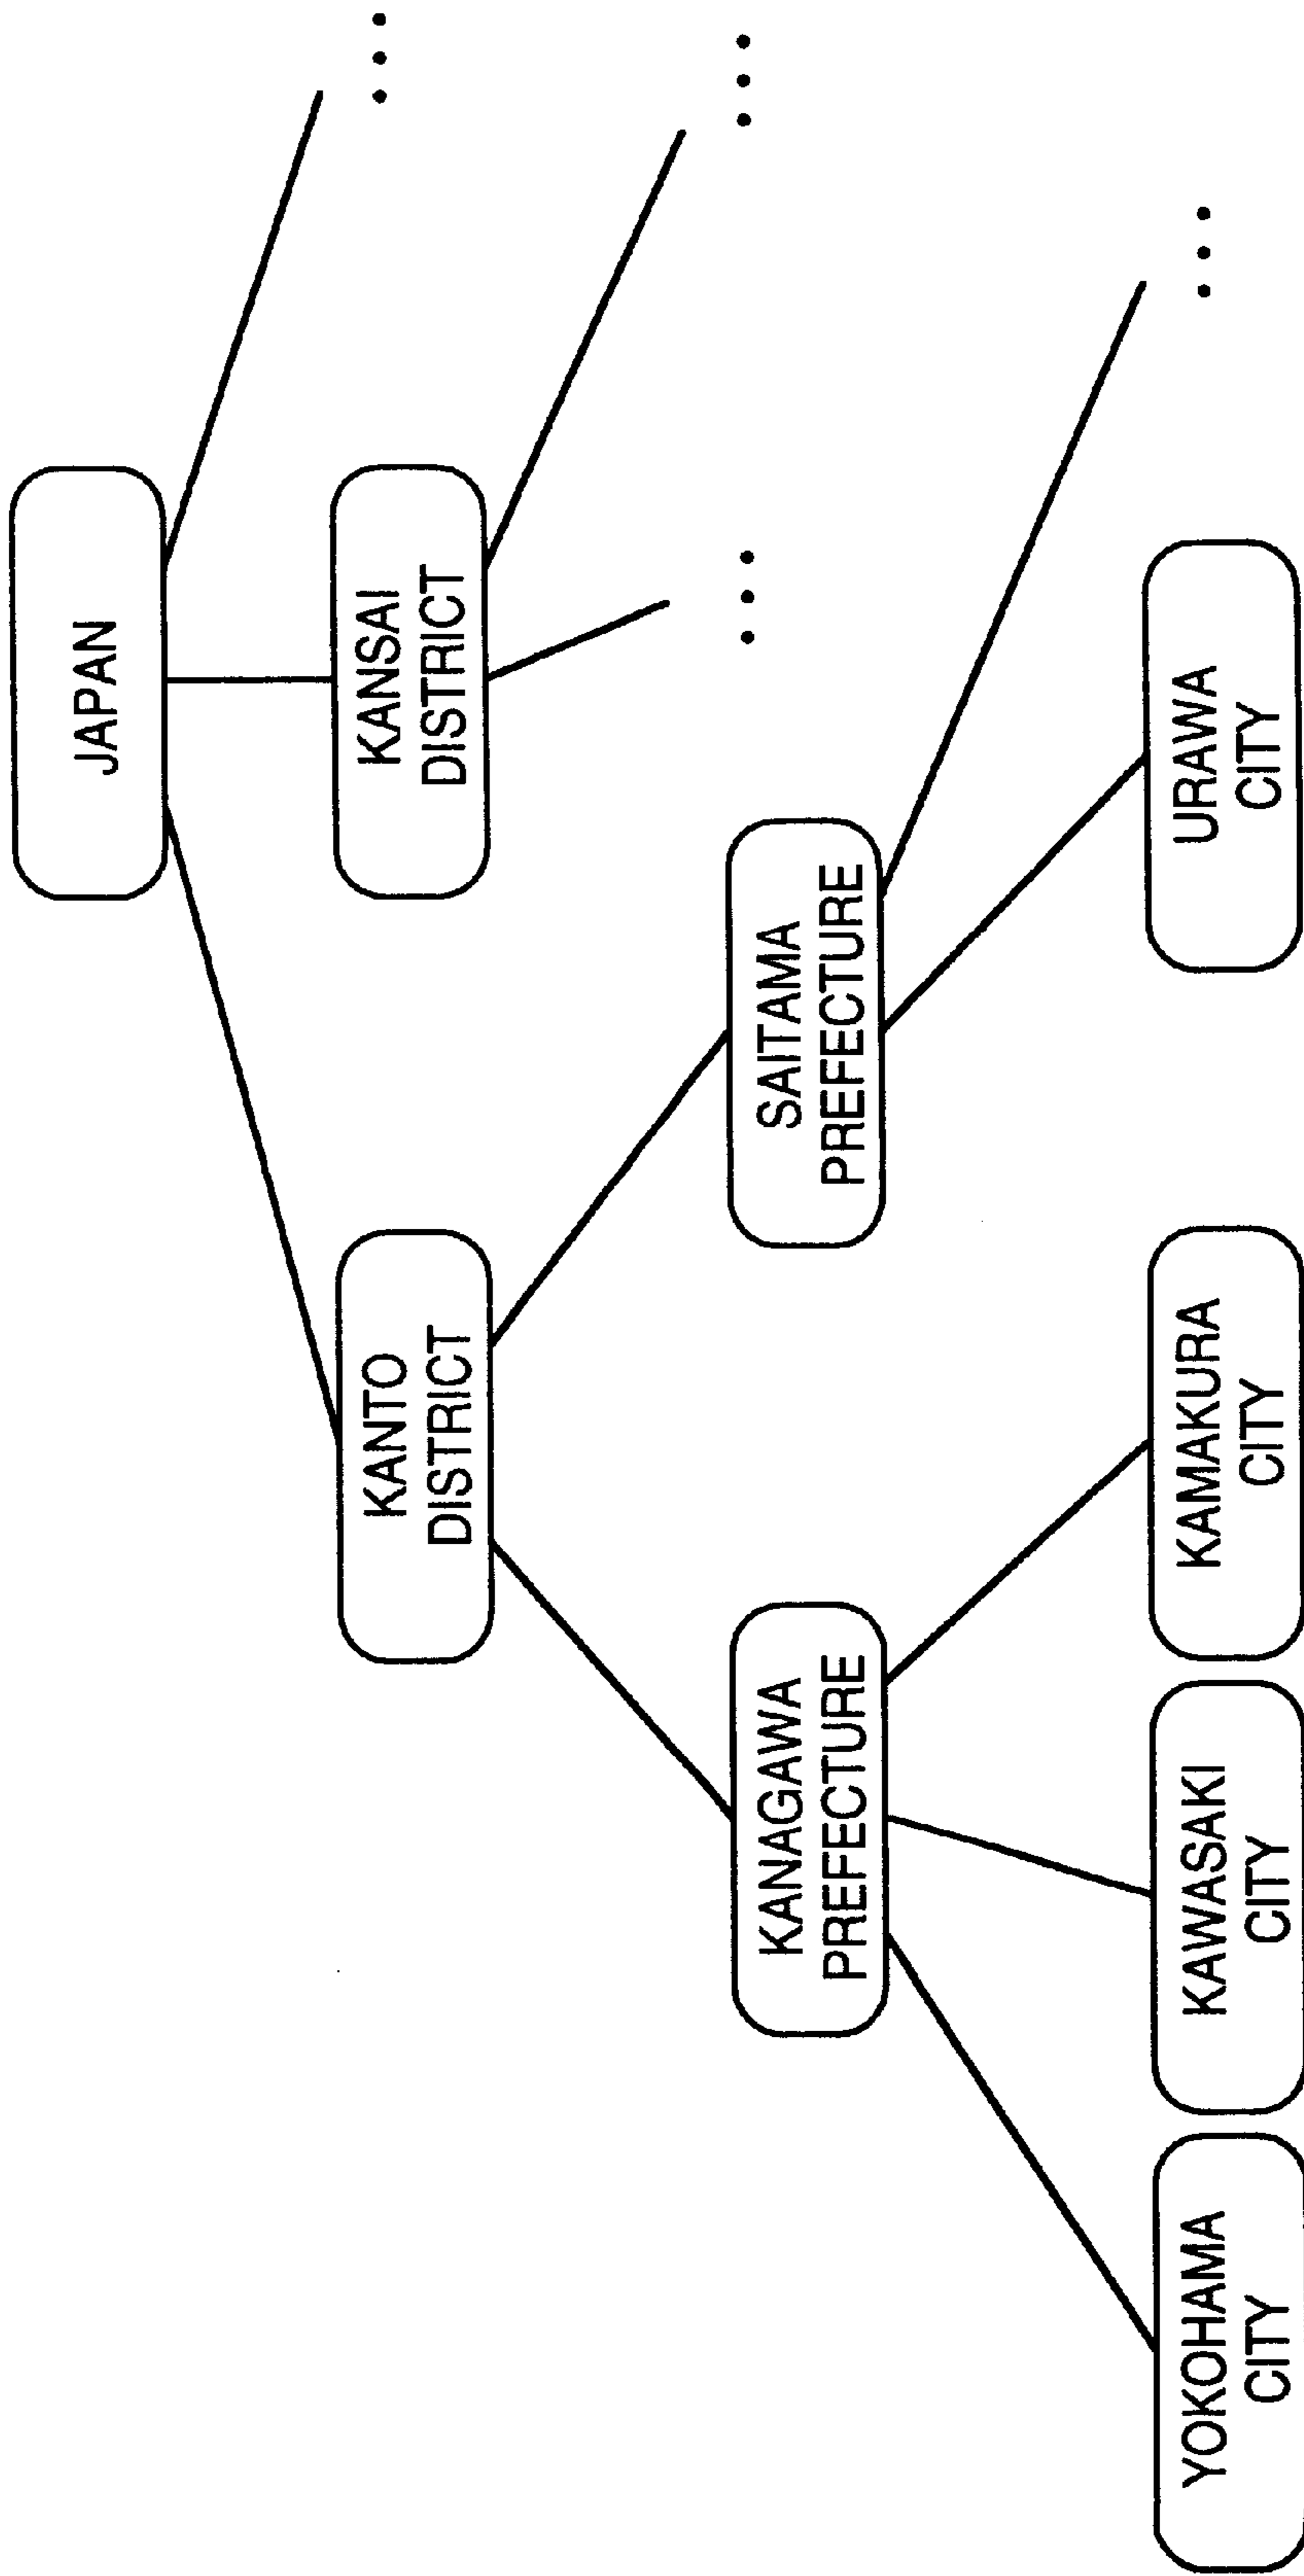 JAPAN
...
KANTO
DISTRICT
KANSAI
DISTRICT
...
KANAGAWA
PREFECTURE
SAITAMA
PREFECTURE
...
...
YOKOHAMA
CITY
KAWASAKI
CITY
KAMAKURA
CITY
URAWA
CITY
...